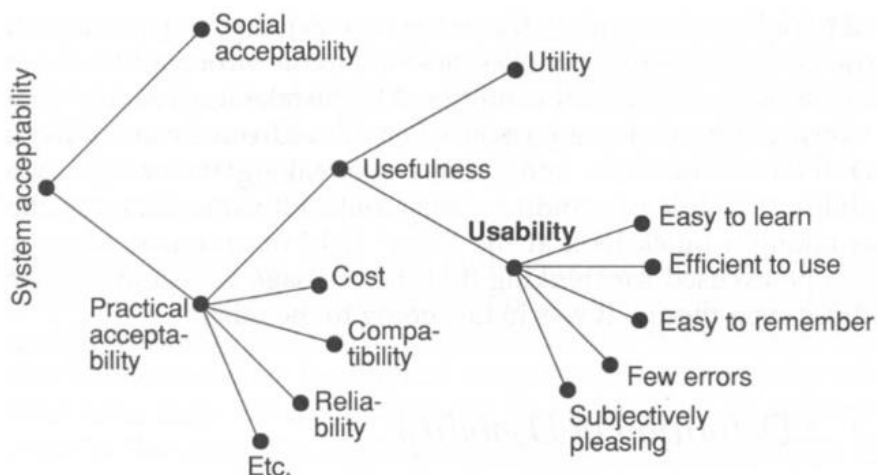 Social
acceptability
Utility
System acceptability
Usefulness
Easy to learn
Usability
Efficient to use
Cost
Practical
accepta-
bility
Compa-
tibility
Easy to remember
Few errors
Relia-
bility
Subjectively
pleasing
Etc.